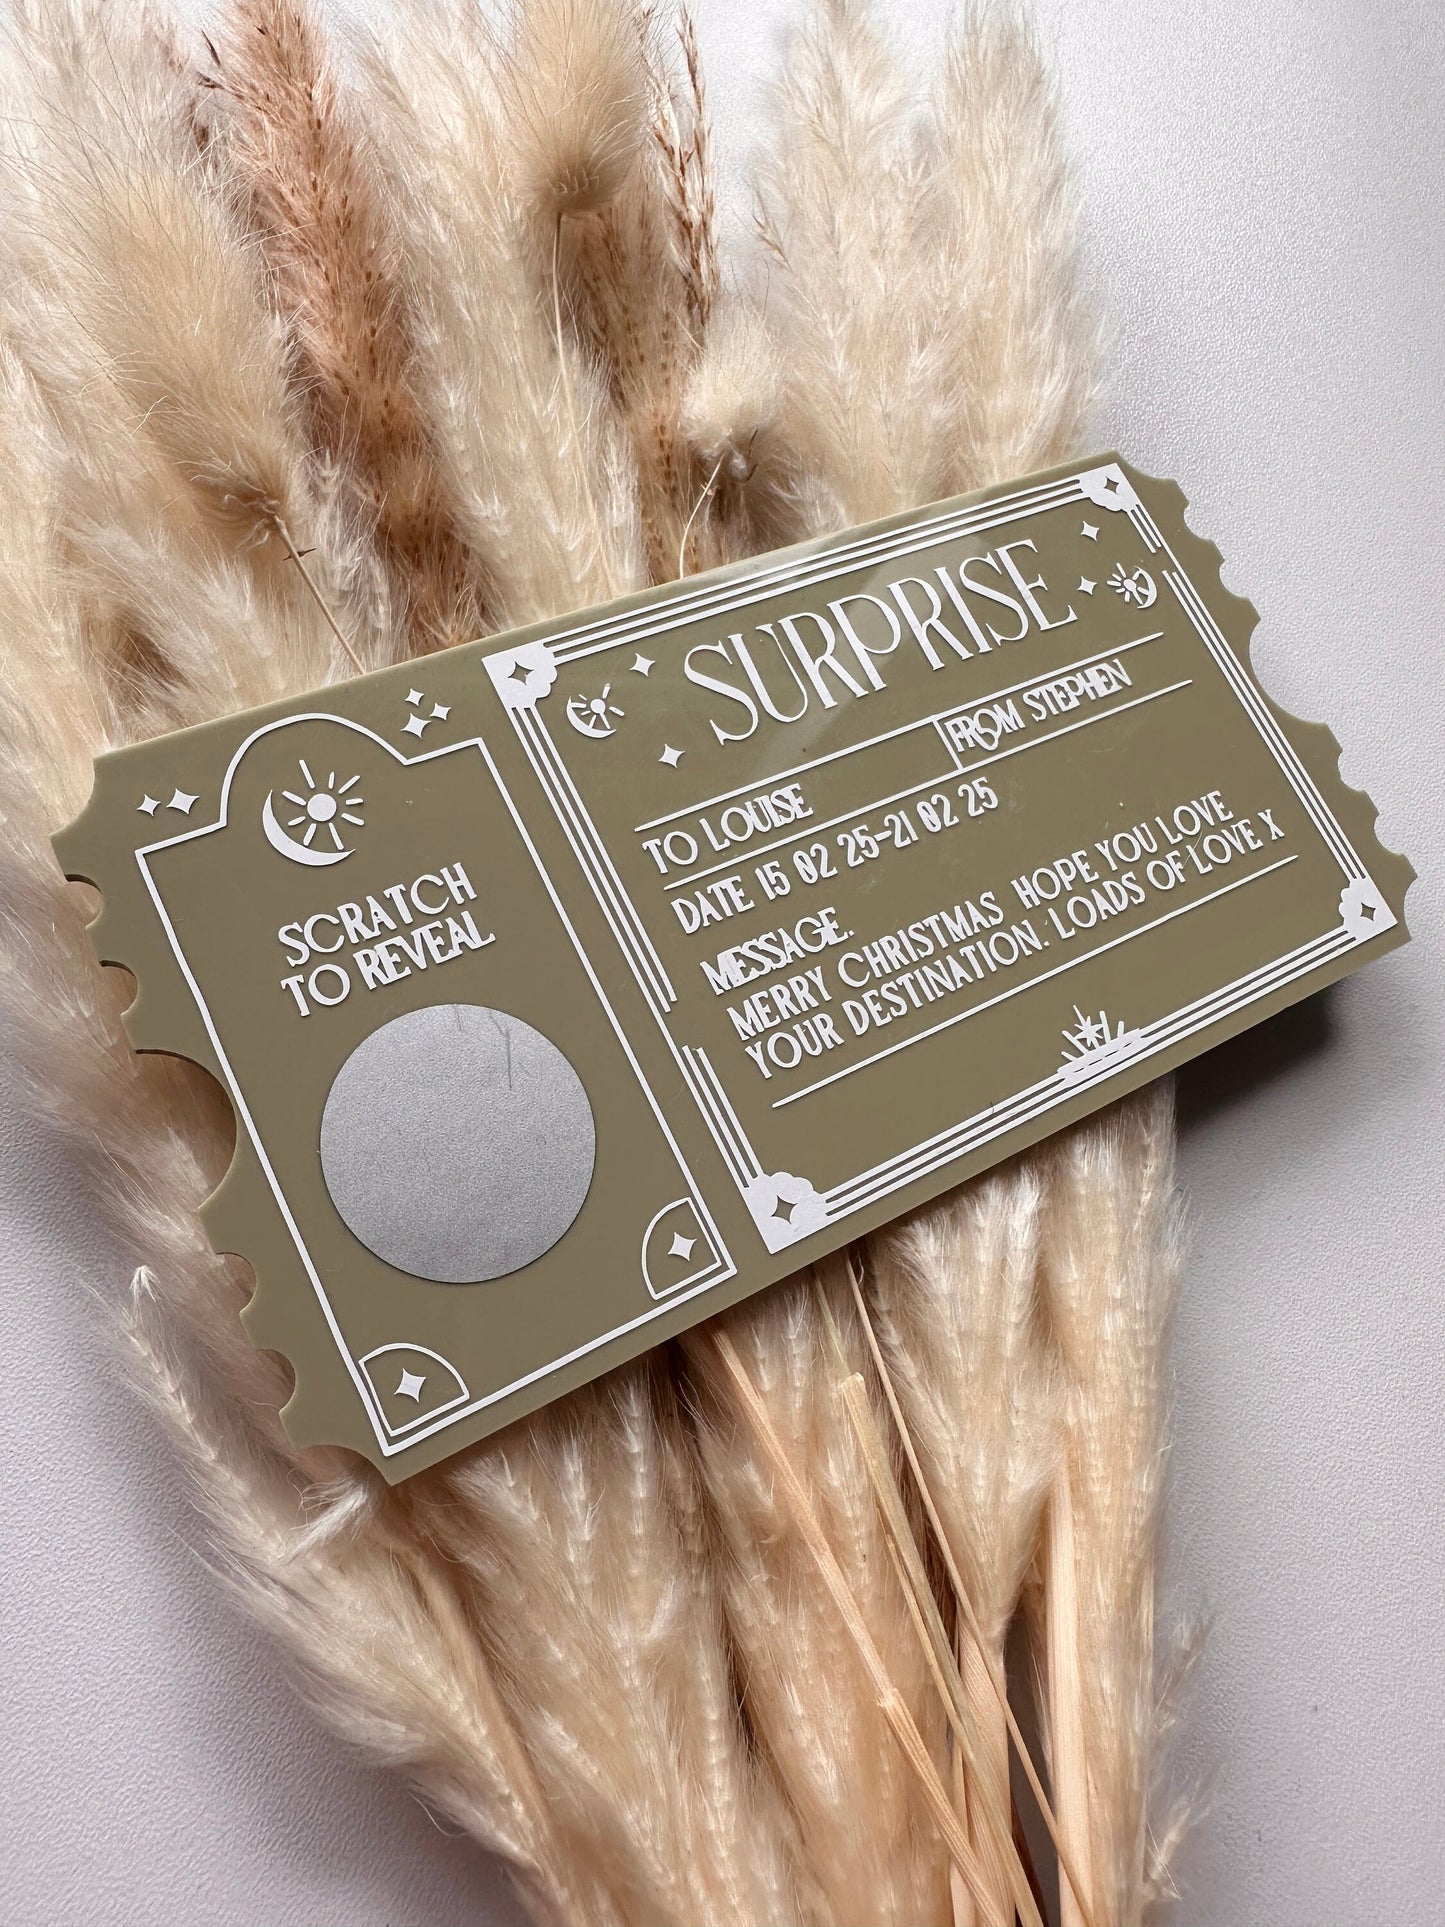 SCRATCH
TO REVEAL
SURPRISE
TO LOUISE
FROM STEPHEN
DATE 15 02 25-21 02 25
MESSAGE.
MERRY CHRISTMAS HOPE YOU LOVE
YOUR DESTINATION. LOADS OF LOVE X